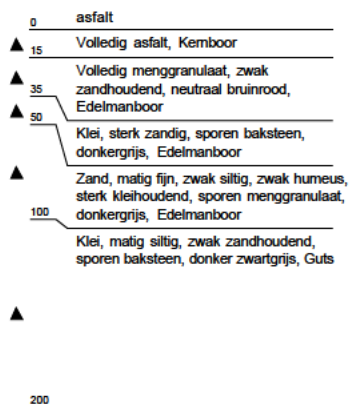 0 asfalt
15 Volledig asfalt, Kernboor
Volledig menggranulaat, zwak
35 zandhoudend, neutraal bruinrood,
Edelmanboor
50 Klei, sterk zandig, sporen baksteen,
donkergrijs, Edelmanboor
Zand, matig fijn, zwak siltig, zwak humeus,
sterk kleihoudend, sporen menggranulaat,
100 donkergrijs, Edelmanboor
Klei, matig siltig, zwak zandhoudend,
sporen baksteen, donker zwartgrijs, Guts
200